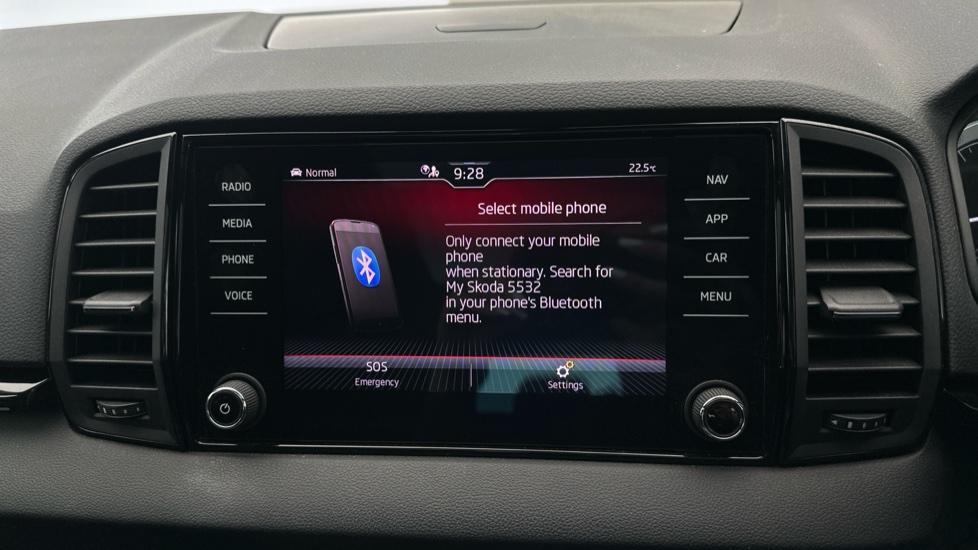 Normal
9:28
22.5°c
RADIO
MEDIA
PHONE
VOICE
Select mobile phone
Only connect your mobile
phone
when stationary. Search for
My Skoda 5532
in your phone's Bluetooth
menu.
SOS
Emergency
Settings
NAV
APP
CAR
MENU